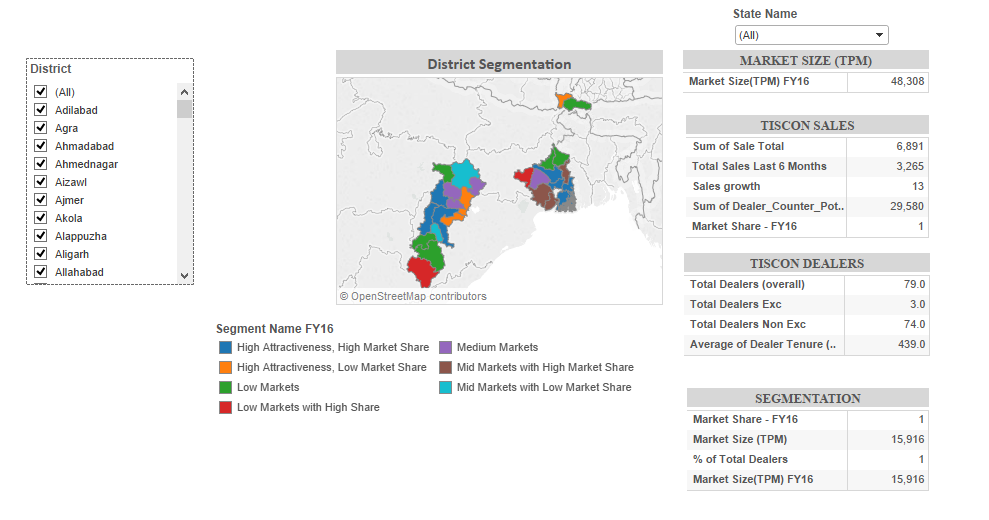 State Name
(All)
District
(All)
Adilabad
Agra
Ahmadabad
Ahmednagar
Aizawl
Ajmer
Akola
Alappuzha
Aligarh
Allahabad
District Segmentation
© OpenStreetMap contributors
Segment Name FY16
High Attractiveness, High Market Share
Medium Markets
High Attractiveness, Low Market Share
Mid Markets with High Market Share
Low Markets
Mid Markets with Low Market Share
Low Markets with High Share
MARKET SIZE (TPM)
Market Size(TPM) FY16 48,308
TISCON SALES
Sum of Sale Total 6,891
Total Sales Last 6 Months 3,265
Sales growth 13
Sum of Dealer_Counter_Pot.. 29,580
Market Share - FY16 1
TISCON DEALERS
Total Dealers (overall) 79.0
Total Dealers Exc 3.0
Total Dealers Non Exc 74.0
Average of Dealer Tenure (.. 439.0
SEGMENTATION
Market Share - FY16 1
Market Size (TPM) 15,916
% of Total Dealers 1
Market Size(TPM) FY16 15,916